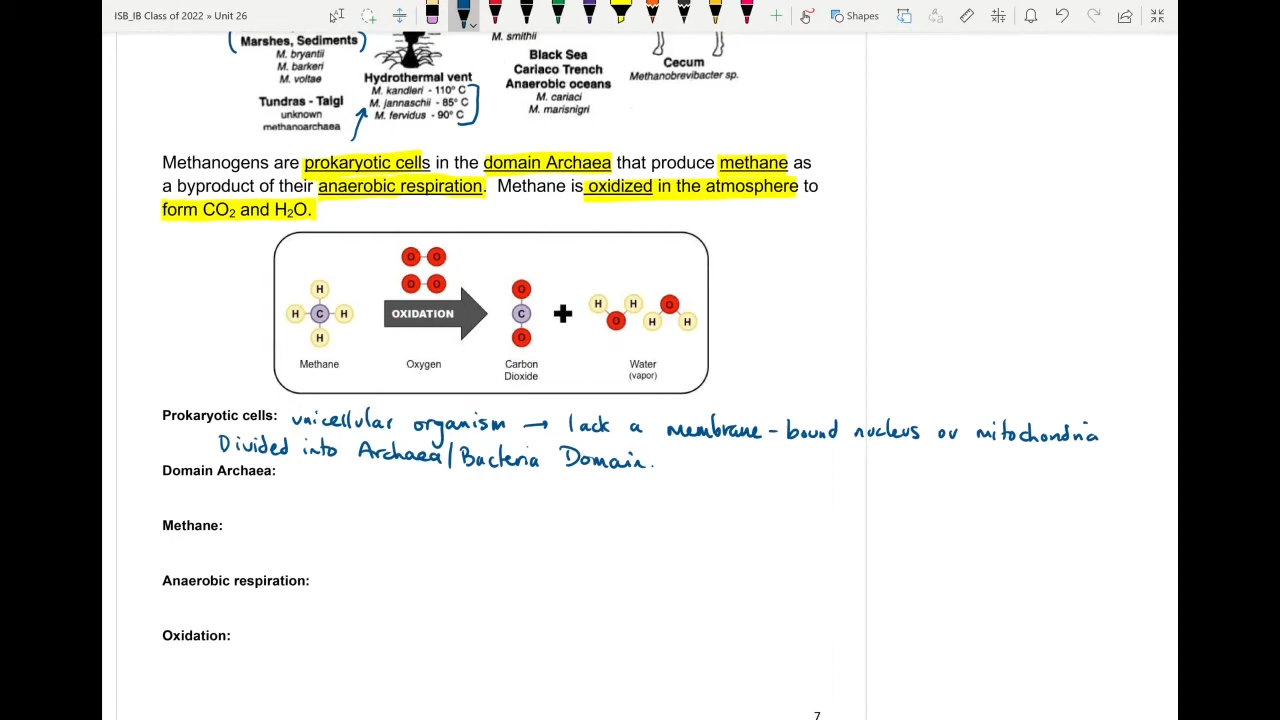 ISB_IB Class of 2022 » Unit 26
Shapes
Marshes, Sediments
M. bryantii
M. barkeri
M. voltae
Tundras - Taigl
unknown
methanoarchaea
Hydrothermal vent
M. kandleri - 110° C
M. jannaschii - 85° C
M. fervidus - 90° C
M. smithii
Black Sea
Cariaco Trench
Anaerobic oceans
M. cariaci
M. marisnigri
Cecum
Methanobrevibacter sp.
Methanogens are prokaryotic cells in the domain Archaea that produce methane as
a byproduct of their anaerobic respiration. Methane is oxidized in the atmosphere to
form CO₂ and H₂O.
O O
O O
H
H C H
H
OXIDATION
O
C
O
+
H H O
O H H
Methane
Oxygen
Carbon
Dioxide
Water
(vapor)
Prokaryotic cells: unicellular organism → lack a membrane-bound nucleus or mitochondria
Divided into Archaea/Bacteria Domain.
Domain Archaea:
Methane:
Anaerobic respiration:
Oxidation:
7